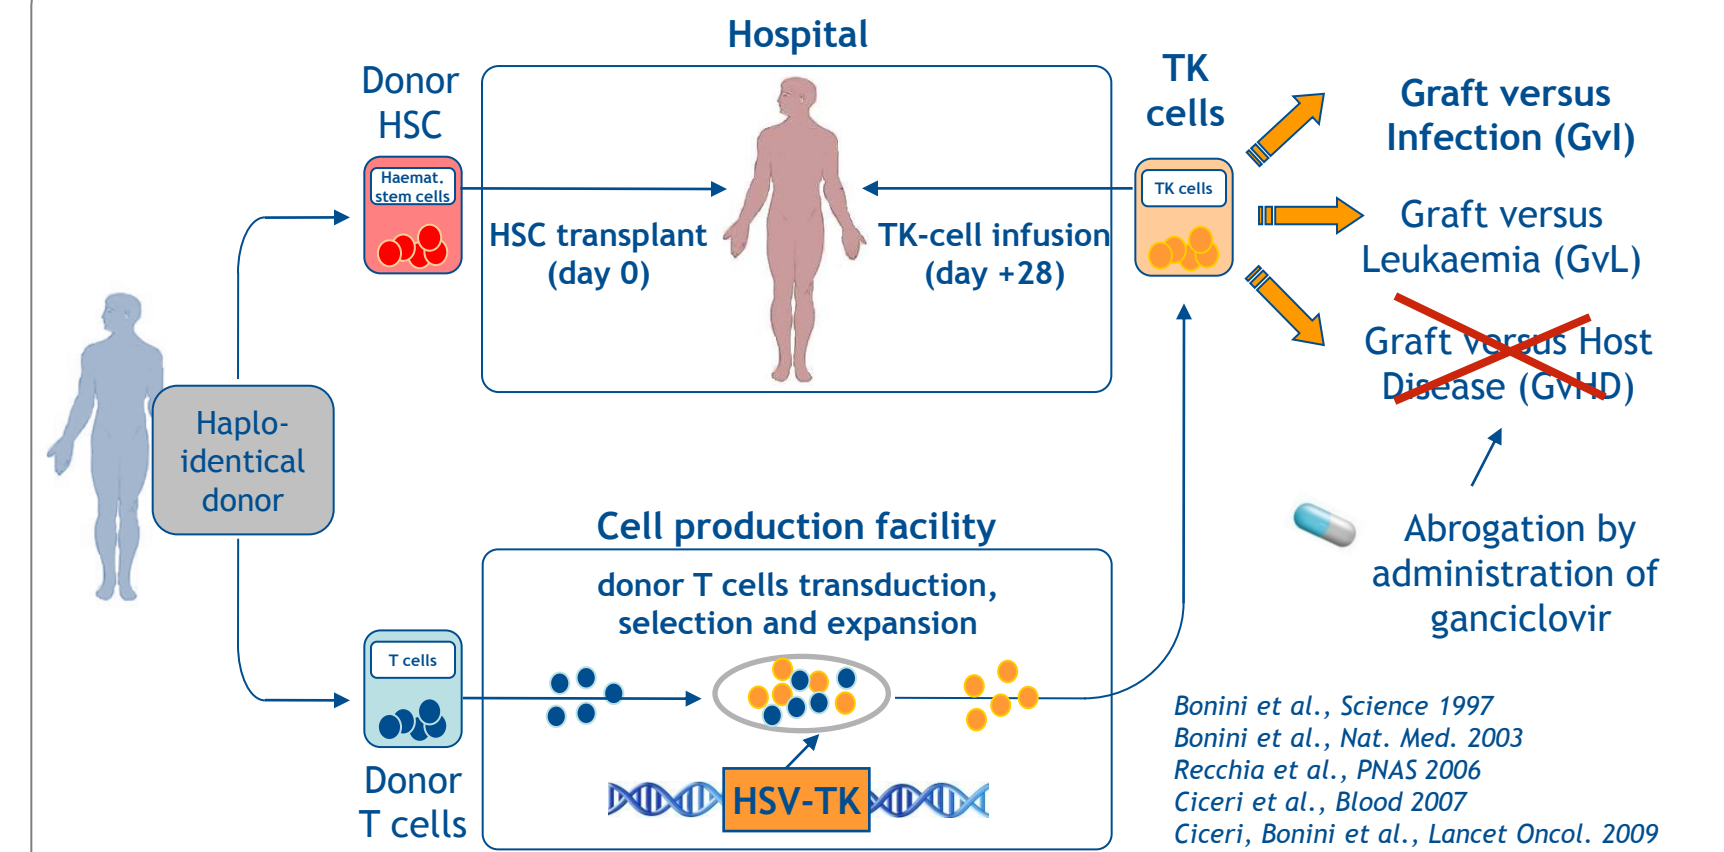 Hospital
Donor
HSC
Haemat.
stem cells
HSC transplant
(day 0)
TK-cell infusion
(day +28)
TK
cells
TK cells
Graft versus
Infection (GvI)
Graft versus
Leukaemia (GvL)
Graft versus Host
Disease (GvHD)
Abrogation by
administration of
ganciclovir
Haplo-
identical
donor
Cell production facility
donor T cells transduction,
selection and expansion
T cells
Donor
T cells
HSV-TK
Bonini et al., Science 1997
Bonini et al., Nat. Med. 2003
Recchia et al., PNAS 2006
Ciceri et al., Blood 2007
Ciceri, Bonini et al., Lancet Oncol. 2009